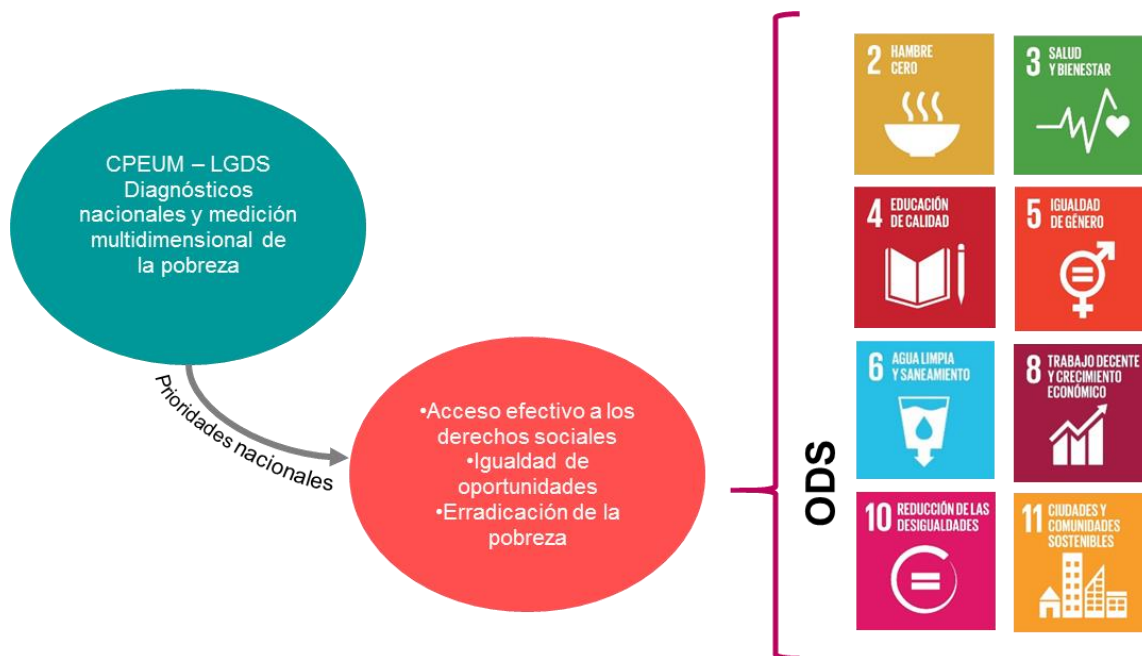 CPEUM – LGDS
Diagnósticos
nacionales y medición
multidimensional de
la pobreza
Prioridades nacionales
•Acceso efectivo a los
derechos sociales
•Igualdad de
oportunidades
•Erradicación de la
pobreza
ODS
2 HAMBRE
CERO
3 SALUD
Y BIENESTAR
4 EDUCACIÓN
DE CALIDAD
5 IGUALDAD
DE GÉNERO
6 AGUA LIMPIA
Y SANEAMIENTO
8 TRABAJO DECENTE
Y CRECIMIENTO
ECONÓMICO
10 REDUCCIÓN DE LAS
DESIGUALDADES
11 CIUDADES Y
COMUNIDADES
SOSTENIBLES